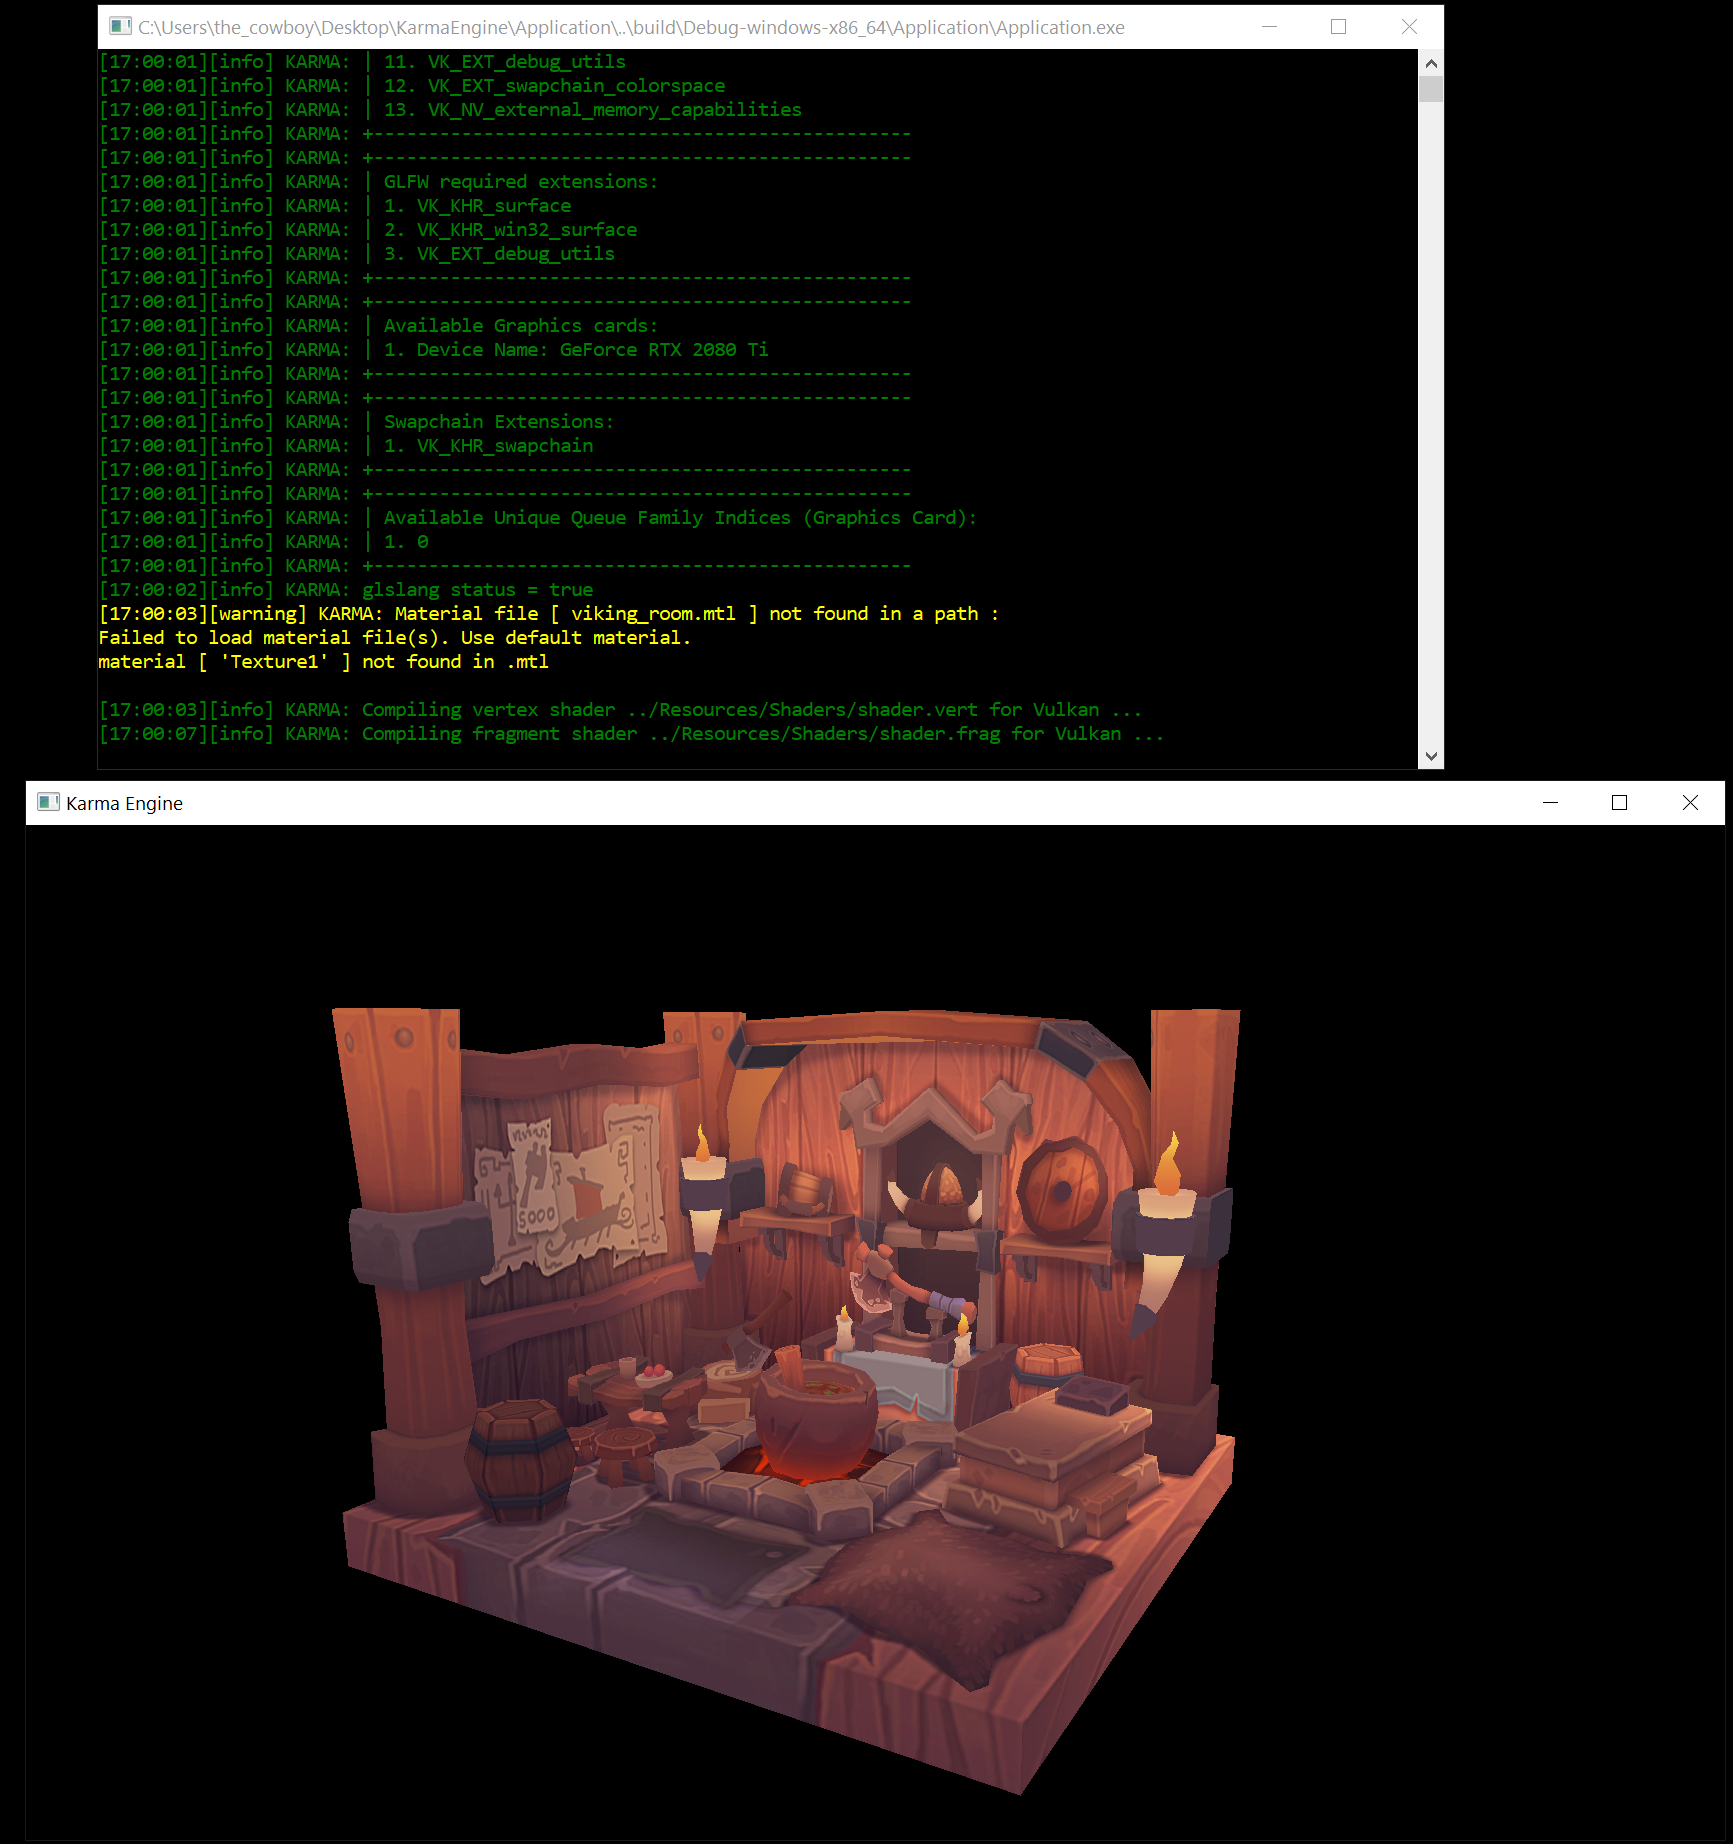 C:\Users\the_cowboy\Desktop\KarmaEngine\Application\..\build\Debug-windows-x86_64\Application\Application.exe
[17:00:01][info] KARMA: | 11. VK_EXT_debug_utils
[17:00:01][info] KARMA: | 12. VK_EXT_swapchain_colorspace
[17:00:01][info] KARMA: | 13. VK_NV_external_memory_capabilities
[17:00:01][info] KARMA: +-------------------------------------------------
[17:00:01][info] KARMA: +-------------------------------------------------
[17:00:01][info] KARMA: | GLFW required extensions:
[17:00:01][info] KARMA: | 1. VK_KHR_surface
[17:00:01][info] KARMA: | 2. VK_KHR_win32_surface
[17:00:01][info] KARMA: | 3. VK_EXT_debug_utils
[17:00:01][info] KARMA: +-------------------------------------------------
[17:00:01][info] KARMA: +-------------------------------------------------
[17:00:01][info] KARMA: | Available Graphics cards:
[17:00:01][info] KARMA: | 1. Device Name: GeForce RTX 2080 Ti
[17:00:01][info] KARMA: +-------------------------------------------------
[17:00:01][info] KARMA: +-------------------------------------------------
[17:00:01][info] KARMA: | Swapchain Extensions:
[17:00:01][info] KARMA: | 1. VK_KHR_swapchain
[17:00:01][info] KARMA: +-------------------------------------------------
[17:00:01][info] KARMA: +-------------------------------------------------
[17:00:01][info] KARMA: | Available Unique Queue Family Indices (Graphics Card):
[17:00:01][info] KARMA: | 1. 0
[17:00:01][info] KARMA: +-------------------------------------------------
[17:00:02][info] KARMA: glslang status = true
[17:00:03][warning] KARMA: Material file [ viking_room.mtl ] not found in a path :
Failed to load material file(s). Use default material.
material [ 'Texture1' ] not found in .mtl
[17:00:03][info] KARMA: Compiling vertex shader ../Resources/Shaders/shader.vert for Vulkan ...
[17:00:07][info] KARMA: Compiling fragment shader ../Resources/Shaders/shader.frag for Vulkan ...
Karma Engine
5000